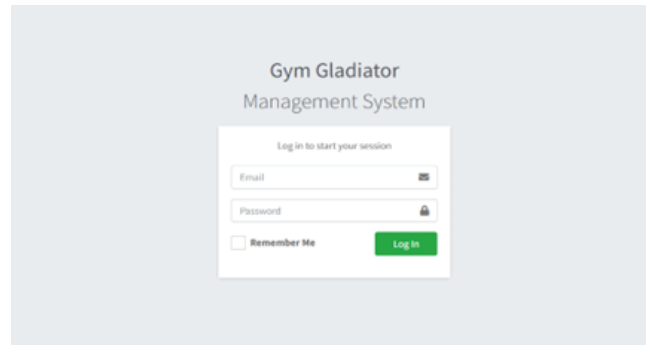 Gym Gladiator
Management System
Log in to start your session
Email
Password
Remember Me
Log In